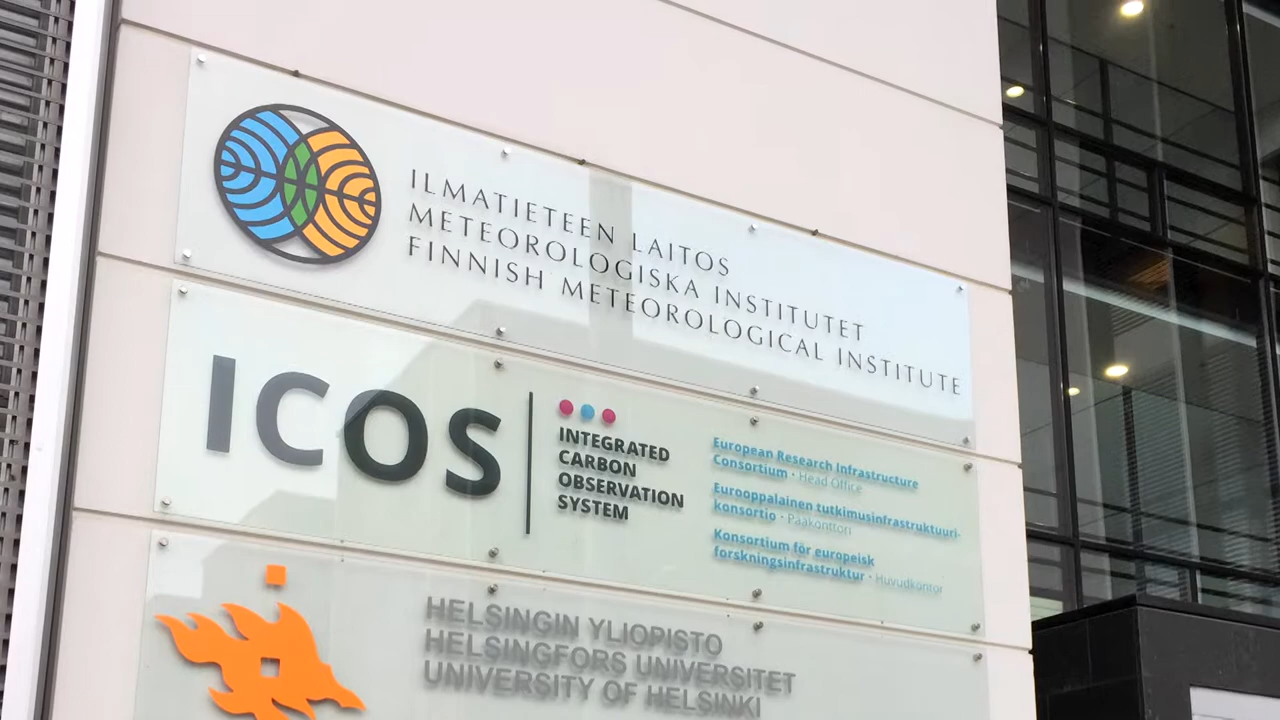 ILMATIETEEN LAITOS
METEOROLOGISKA INSTITUTET
FINNISH METEOROLOGICAL INSTITUTE
ICOS
INTEGRATED
CARBON
OBSERVATION
SYSTEM
European Research Infrastructure
Consortium • Head Office
Eurooppalainen tutkimusinfrastruktuuri-
konsortio • Pääkonttori
Konsortium för europeisk
forskningsinfrastruktur • Huvudkontor
HELSINGIN YLIOPISTO
HELSINGFORS UNIVERSITET
UNIVERSITY OF HELSINKI